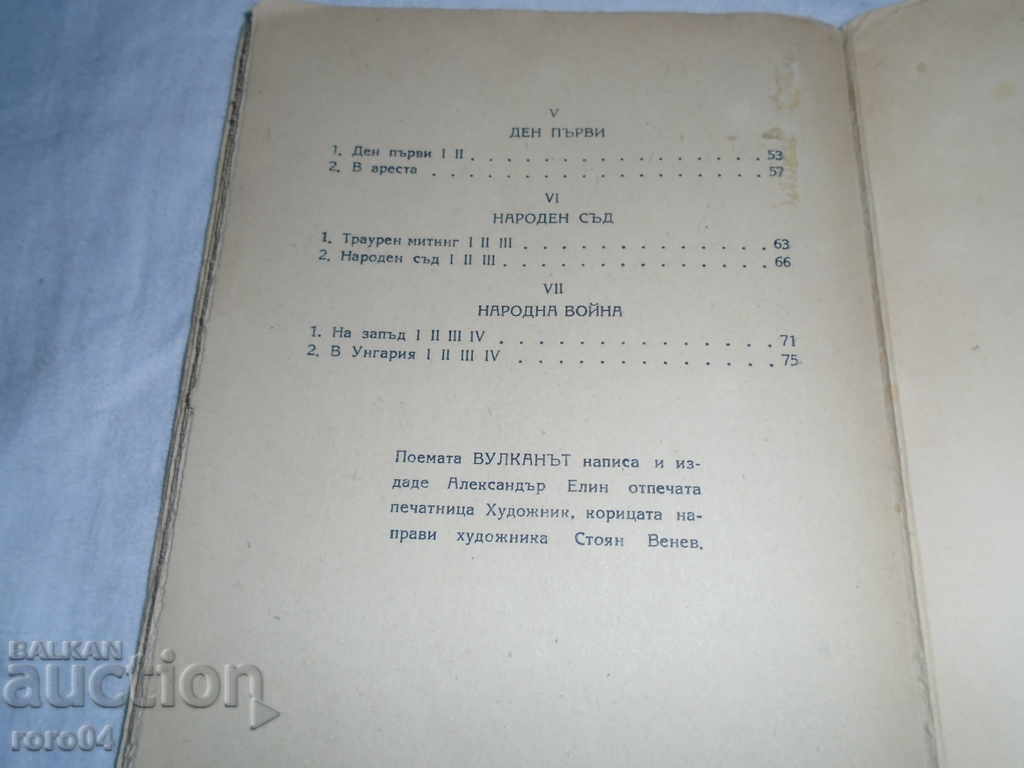 V
ДЕН ПЪРВИ
1. Ден първи I II . . . . . . . . . . . . . . . . 53
2. В ареста . . . . . . . . . . . . . . . . . . 57
VI
НАРОДЕН СЪД
1. Траурен митинг I II III . . . . . . . . . . . . . 63
2. Народен съд I II III . . . . . . . . . . . . . . 66
VII
НАРОДНА ВОЙНА
1. На запъд I II III IV . . . . . . . . . . . . . . 71
2. В Унгария I II III IV . . . . . . . . . . . . . 75
Поемата ВУЛКАНЪТ написа и из-
даде Александър Елин отпечата
печатница Художник, корицата на-
прави художника Стоян Венев.
BALKAN
auction
roro04